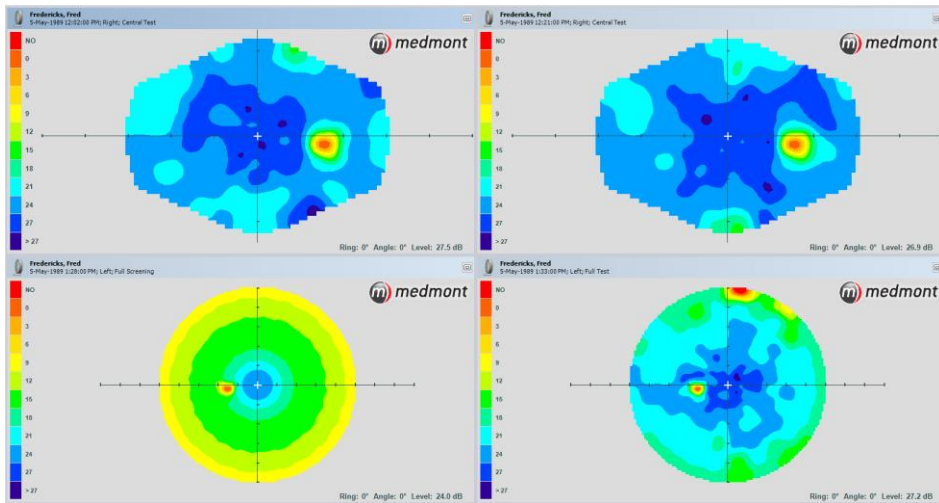 Fredericks, Fred
5-May-1989 12:02:00 PM; Right; Central Test
medmont
NO
0
3
6
9
12
15
18
21
24
27
> 27
Ring: 0° Angle: 0° Level: 27.5 dB
Fredericks, Fred
5-May-1989 12:21:00 PM; Right; Central Test
medmont
NO
0
3
6
9
12
15
18
21
24
27
> 27
Ring: 0° Angle: 0° Level: 26.9 dB
Fredericks, Fred
5-May-1989 1:28:00 PM; Left; Full Screening
medmont
NO
0
3
6
9
12
15
18
21
24
27
> 27
Ring: 0° Angle: 0° Level: 24.0 dB
Fredericks, Fred
5-May-1989 1:33:00 PM; Left; Full Test
medmont
NO
0
3
6
9
12
15
18
21
24
27
> 27
Ring: 0° Angle: 0° Level: 27.2 dB